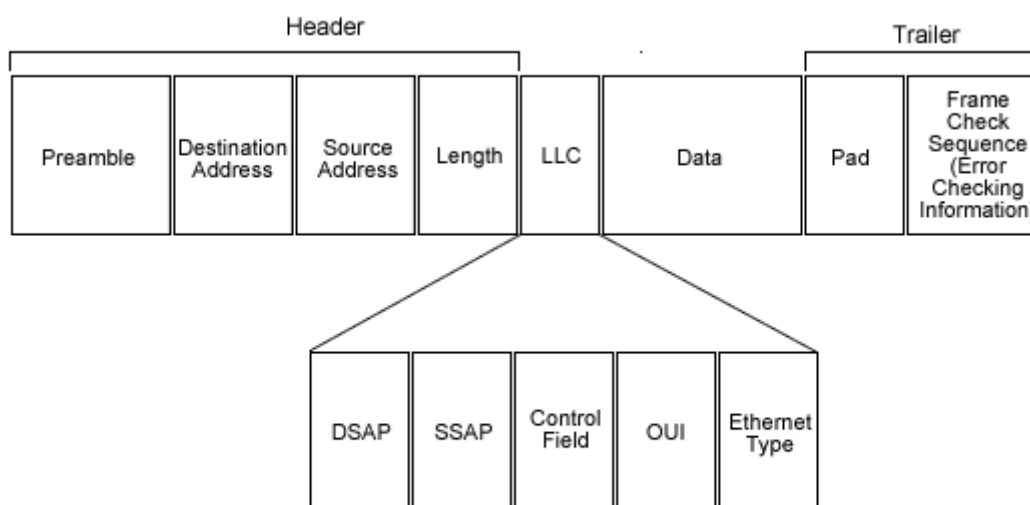 Header
Trailer
Preamble
Destination
Address
Source
Address
Length
LLC
Data
Pad
Frame
Check
Sequence
(Error
Checking
Information)
DSAP
SSAP
Control
Field
OUI
Ethernet
Type